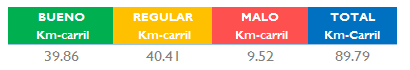 BUENO REGULAR MALO TOTAL
Km-carril Km-carril Km-carril Km-Carril
39.86 40.41 9.52 89.79